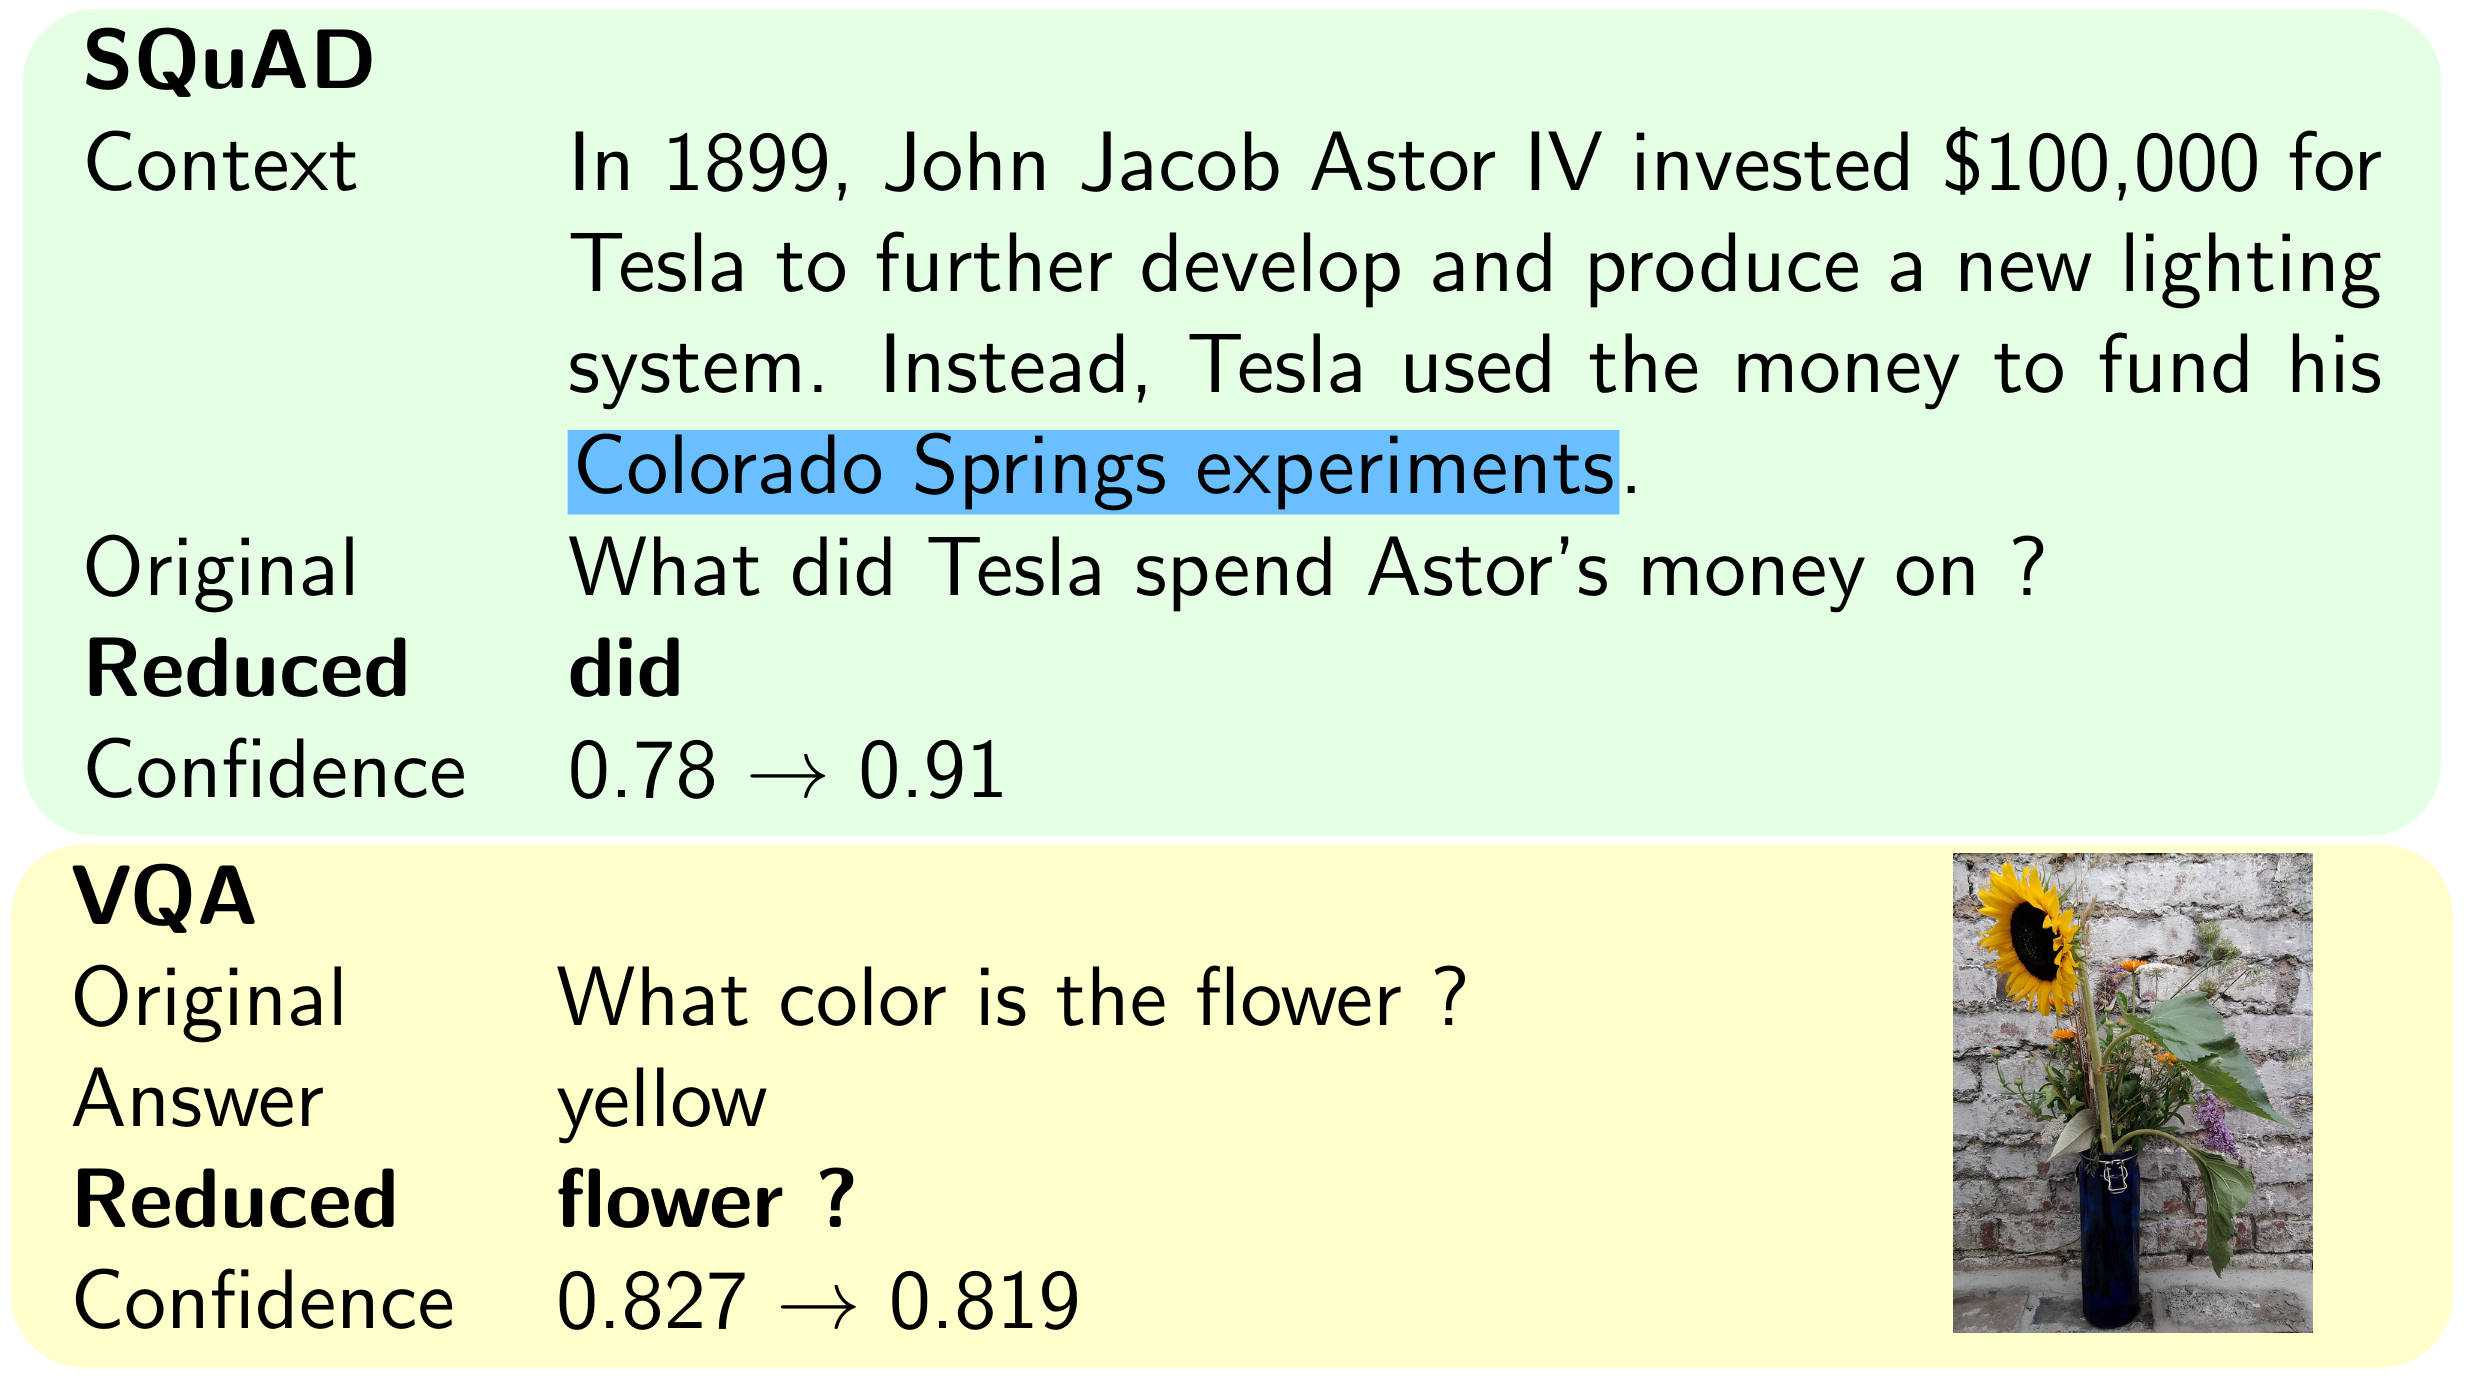 SQuAD
Context In 1899, John Jacob Astor IV invested $100,000 for
Tesla to further develop and produce a new lighting
system. Instead, Tesla used the money to fund his
Colorado Springs experiments.
Original What did Tesla spend Astor's money on ?
Reduced did
Confidence 0.78 → 0.91
VQA
Original What color is the flower ?
Answer yellow
Reduced flower ?
Confidence 0.827 → 0.819